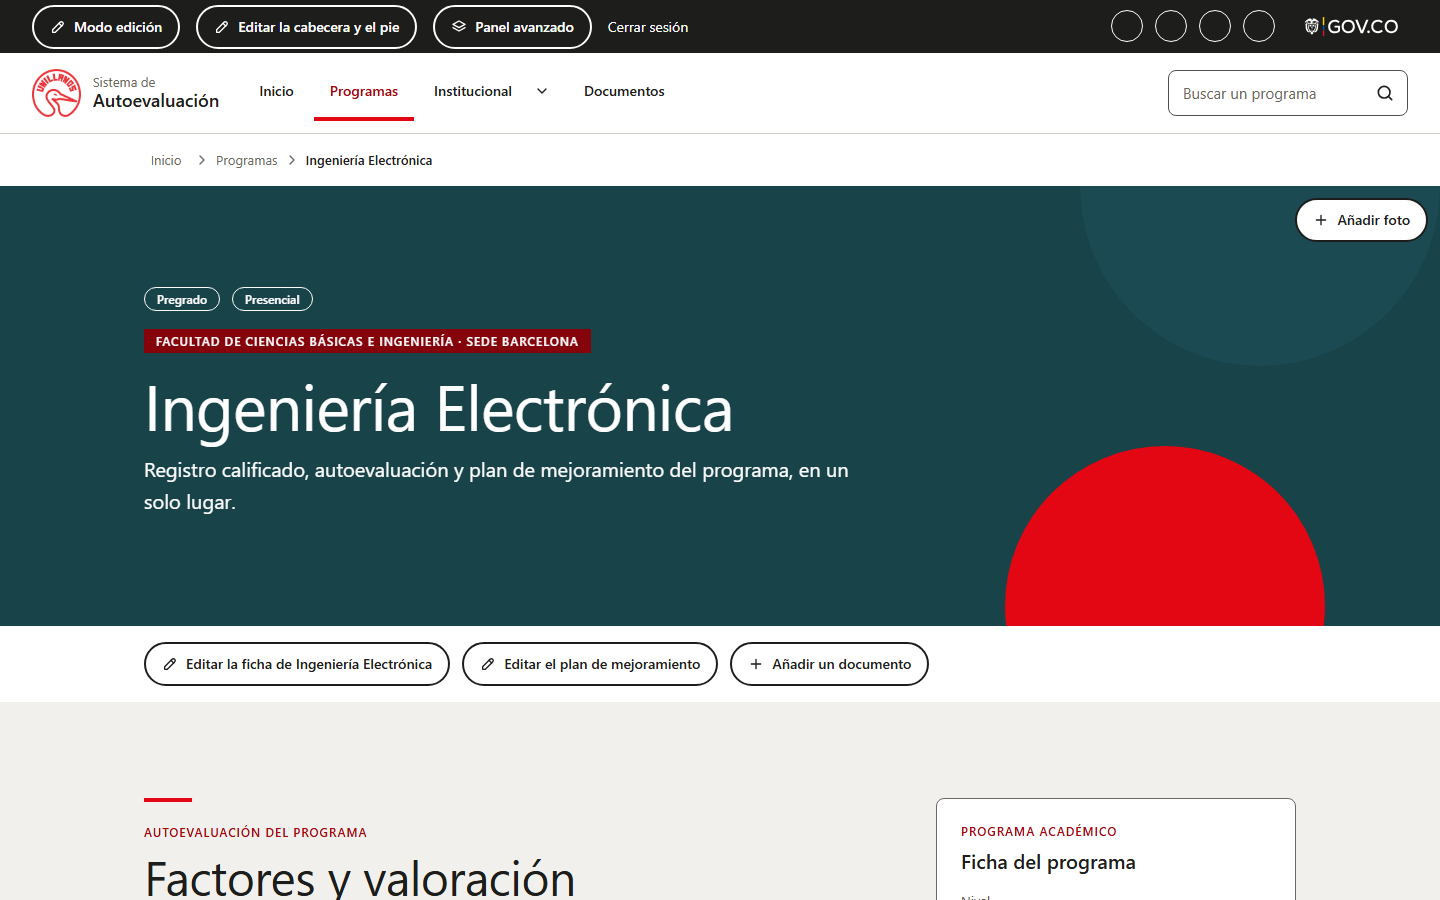 Modo edición
Editar la cabecera y el pie
Panel avanzado
Cerrar sesión
GOV.CO
UNILLANOS
Sistema de
Autoevaluación
Inicio
Programas
Institucional
Documentos
Buscar un programa
Inicio
Programas
Ingeniería Electrónica
Añadir foto
Pregrado
Presencial
FACULTAD DE CIENCIAS BÁSICAS E INGENIERÍA · SEDE BARCELONA
Ingeniería Electrónica
Registro calificado, autoevaluación y plan de mejoramiento del programa, en un
solo lugar.
Editar la ficha de Ingeniería Electrónica
Editar el plan de mejoramiento
Añadir un documento
AUTOEVALUACIÓN DEL PROGRAMA
Factores y valoración
PROGRAMA ACADÉMICO
Ficha del programa
Nivel